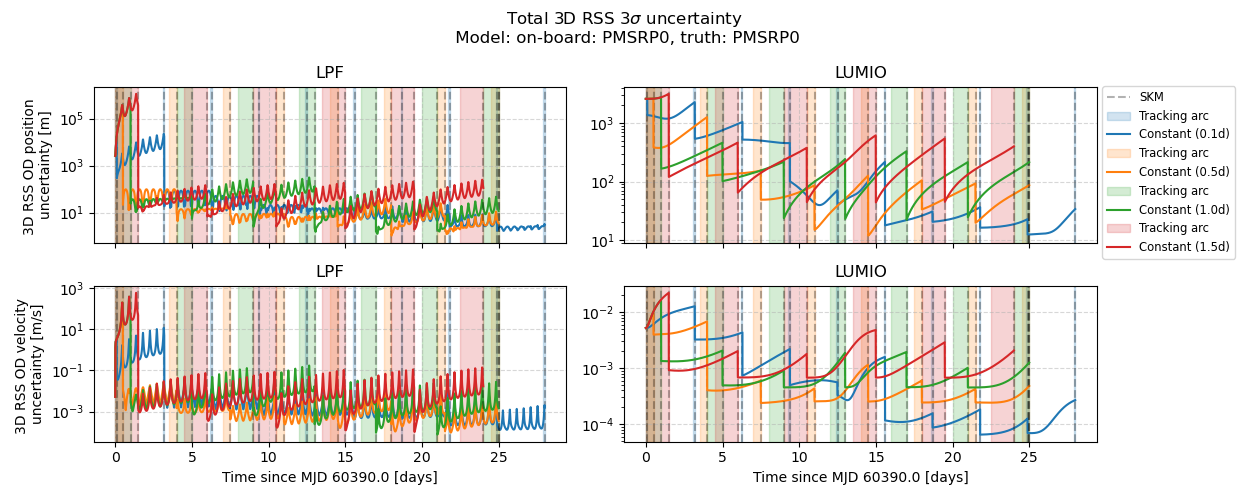 Total 3D RSS 3σ uncertainty
Model: on-board: PMSRP0, truth: PMSRP0
LPF
LUMIO
3D RSS OD position
uncertainty [m]
10^5
10^3
10^1
10^3
10^2
10^1
SKM
Tracking arc
Constant (0.1d)
Tracking arc
Constant (0.5d)
Tracking arc
Constant (1.0d)
Tracking arc
Constant (1.5d)
LPF
LUMIO
3D RSS OD velocity
uncertainty [m/s]
10^3
10^1
10^−1
10^−3
10^−2
10^−3
10^−4
0 5 10 15 20 25
0 5 10 15 20 25
Time since MJD 60390.0 [days]
Time since MJD 60390.0 [days]